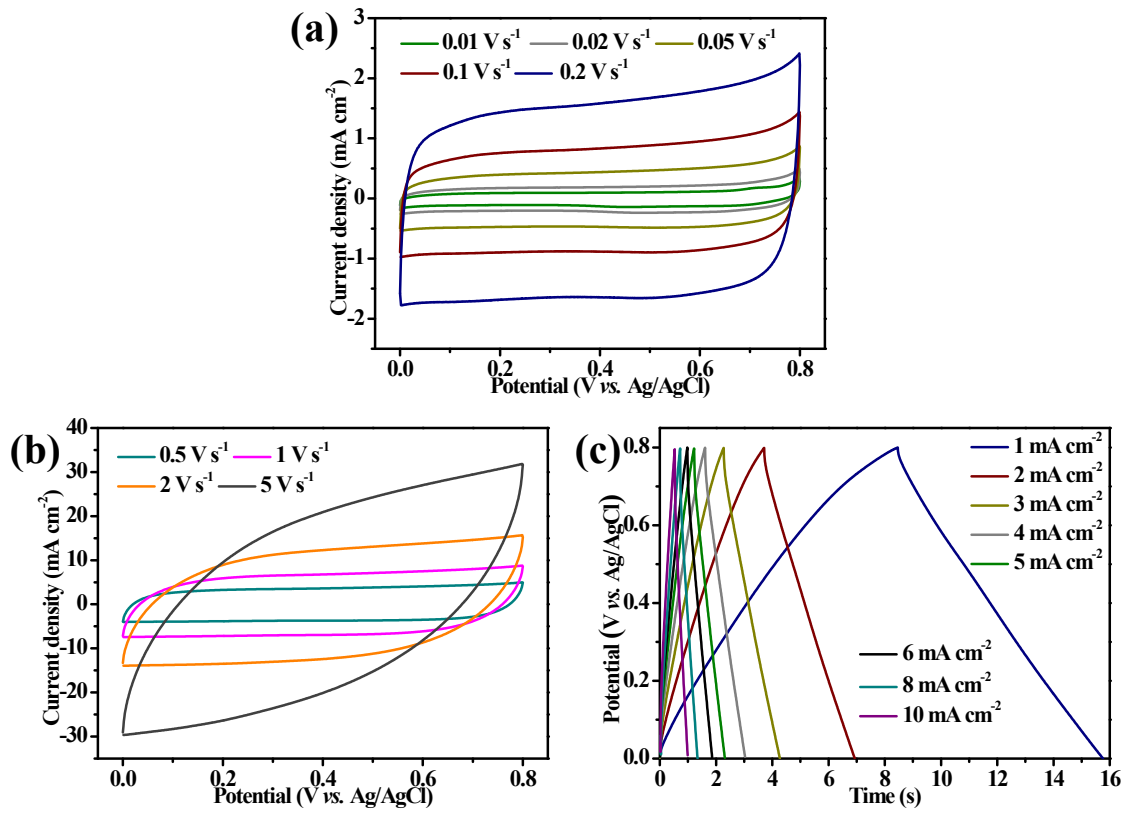 (a)
0.01 V s⁻¹ 0.02 V s⁻¹ 0.05 V s⁻¹
0.1 V s⁻¹ 0.2 V s⁻¹
Current density (mA cm⁻²)
3
2
1
0
-1
-2
0.0 0.2 0.4 0.6 0.8
Potential (V vs. Ag/AgCl)
(b)
0.5 V s⁻¹ 1 V s⁻¹
2 V s⁻¹ 5 V s⁻¹
Current density (mA cm⁻²)
40
30
20
10
0
-10
-20
-30
0.0 0.2 0.4 0.6 0.8
Potential (V vs. Ag/AgCl)
(c)
1 mA cm⁻²
2 mA cm⁻²
3 mA cm⁻²
4 mA cm⁻²
5 mA cm⁻²
6 mA cm⁻²
8 mA cm⁻²
10 mA cm⁻²
Potential (V vs. Ag/AgCl)
0.8
0.6
0.4
0.2
0.0
0 2 4 6 8 10 12 14 16
Time (s)